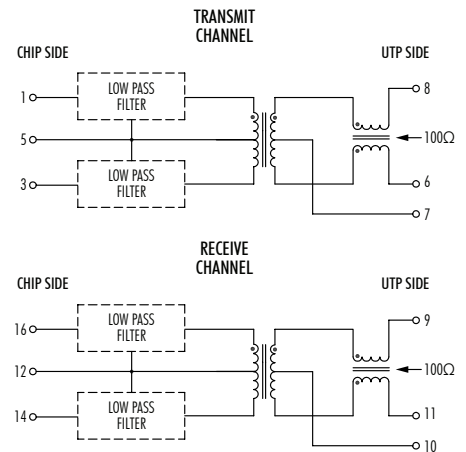 TRANSMIT
CHANNEL
CHIP SIDE
UTP SIDE
1
LOW PASS
FILTER
8
5
100Ω
3
LOW PASS
FILTER
6
7
RECEIVE
CHANNEL
CHIP SIDE
UTP SIDE
16
LOW PASS
FILTER
9
12
100Ω
14
LOW PASS
FILTER
11
10